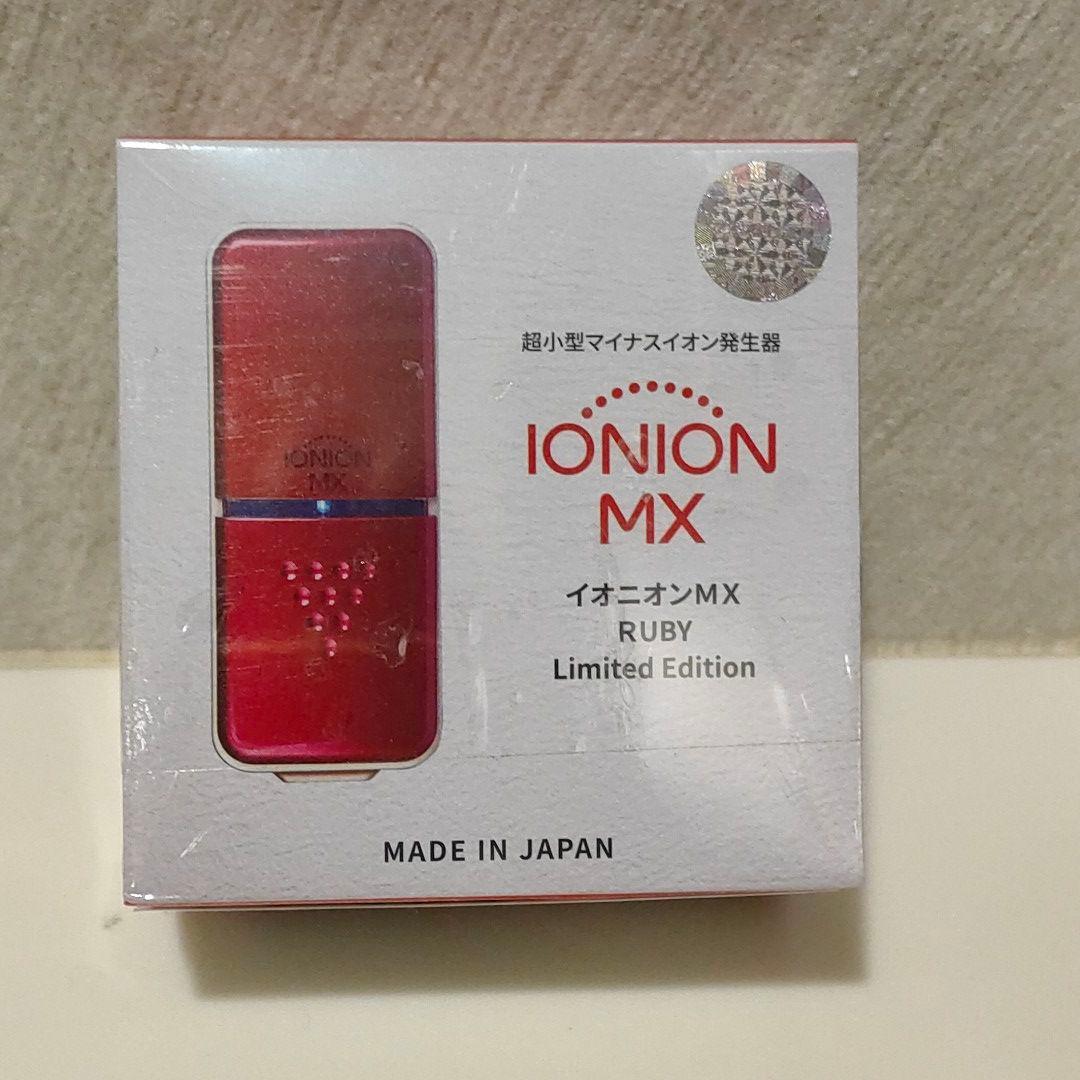 超小型マイナスイオン発生器
IONION
MX
イオニオンMX
RUBY
Limited Edition
IONION
MX
MADE IN JAPAN